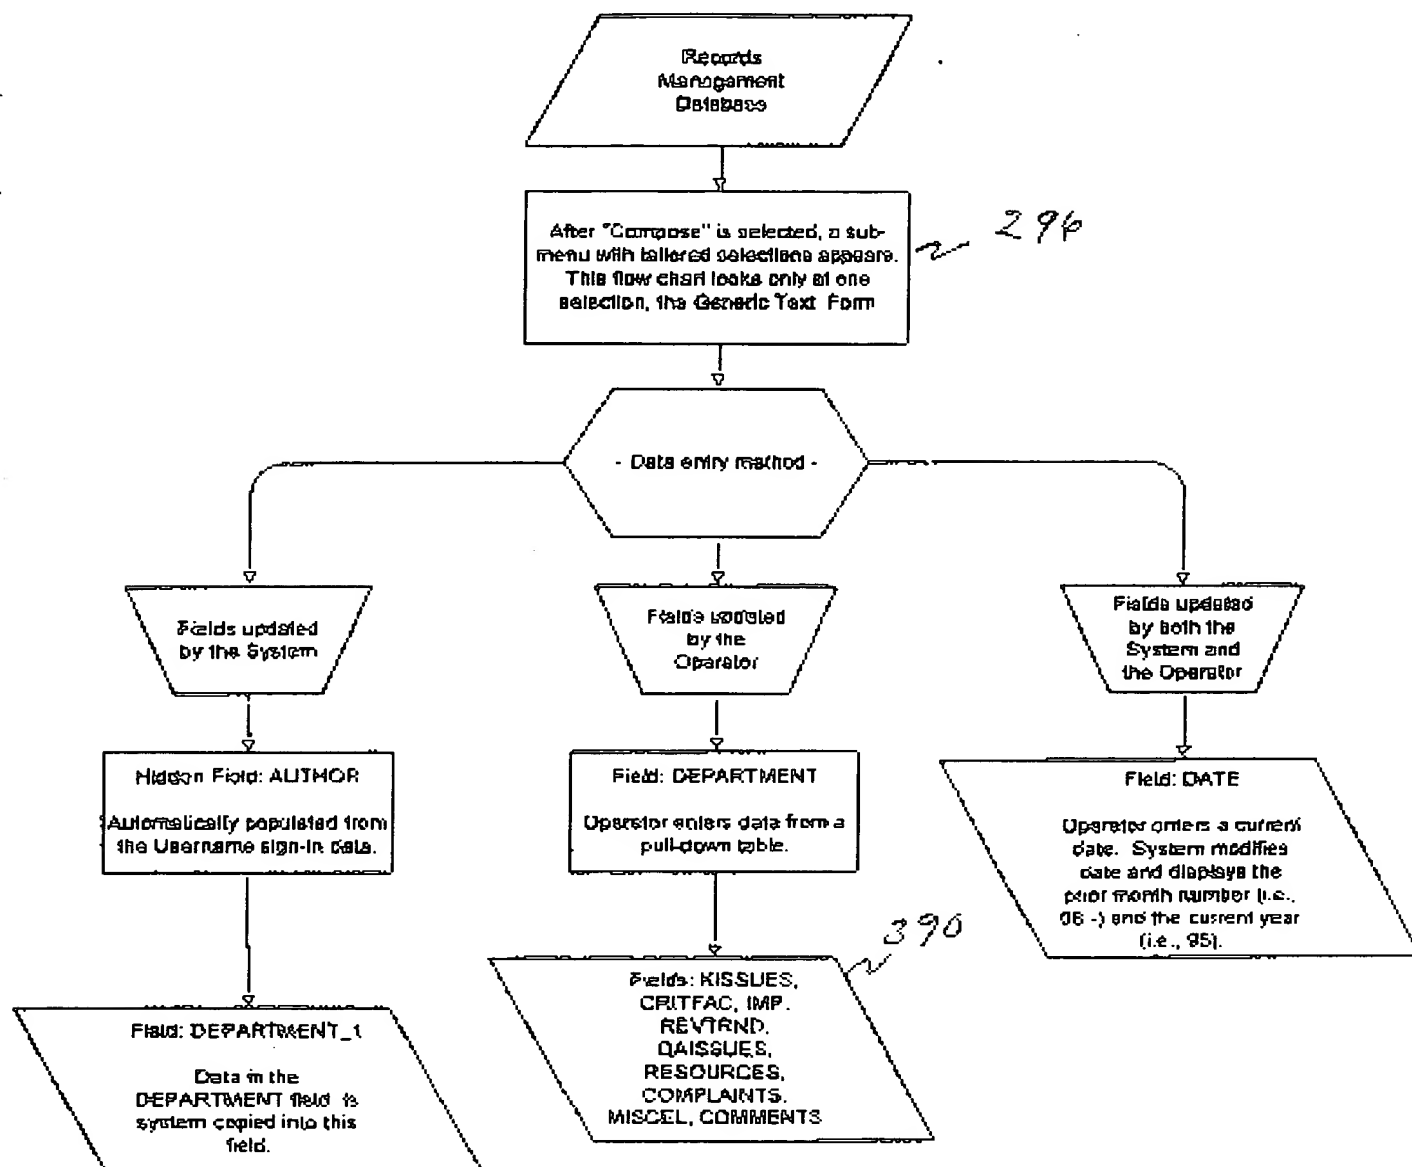 Records
Management
Database
After "Compose" is selected, a sub-
menu with tailored selections appears.
This flow chart looks only at one
selection, the Generic Text Form
296
- Data entry method -
Fields updated
by the System
Fields updated
by the
Operator
Fields updated
by both the
System and
the Operator
Hidden Field: AUTHOR
Automatically populated from
the Username sign-in data.
Field: DEPARTMENT
Operator enters data from a
pull-down table.
Field: DATE
Operator enters a current
date. System modifies
date and displays the
prior month number (i.e.,
06 -) and the current year
(i.e., 95).
390
Field: DEPARTMENT_1
Data in the
DEPARTMENT field is
system copied into this
field.
Fields: KISSUES,
CRITFAC, IMP.
REVTRND.
QAISSUES,
RESOURCES,
COMPLAINTS.
MISCEL, COMMENTS